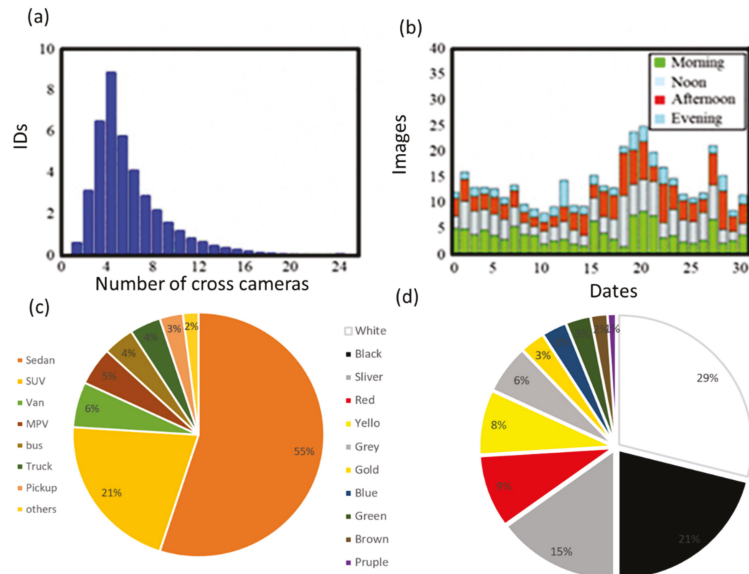 (a)
10
8
6
4
2
0
IDs
0 4 8 12 16 20 24
Number of cross cameras
(b)
40
35
30
25
20
15
10
5
0
Images
Morning
Noon
Afternoon
Evening
0 5 10 15 20 25 30
Dates
(c)
Sedan
SUV
Van
MPV
bus
Truck
Pickup
others
55%
21%
6%
5%
4%
4%
3%
2%
(d)
White
Black
Sliver
Red
Yello
Grey
Gold
Blue
Green
Brown
Pruple
29%
21%
15%
9%
8%
6%
3%
2%